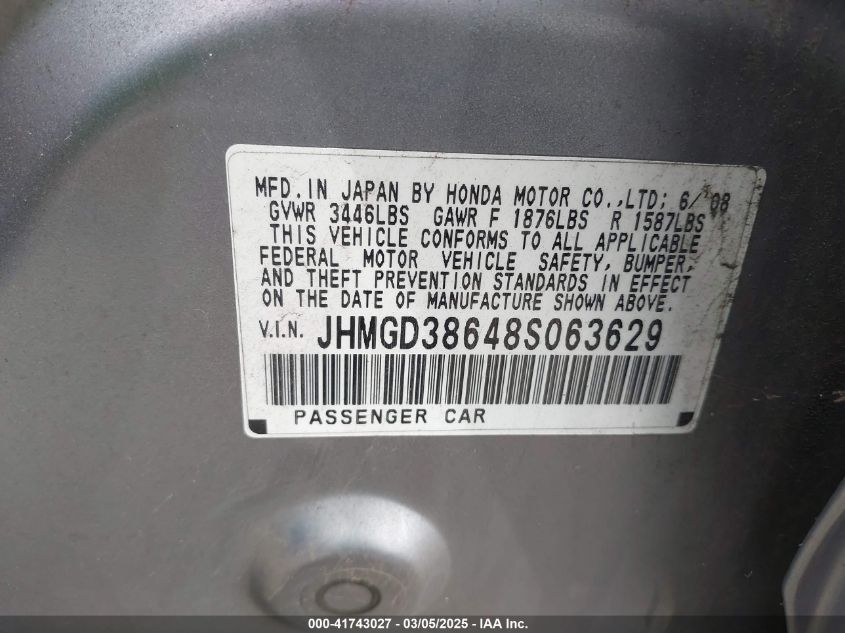 MFD. IN JAPAN BY HONDA MOTOR CO.,LTD; 6/'08
GVWR 3446LBS GAWR F 1876LBS R 1587LBS
THIS VEHICLE CONFORMS TO ALL APPLICABLE
FEDERAL MOTOR VEHICLE SAFETY, BUMPER,
AND THEFT PREVENTION STANDARDS IN EFFECT
ON THE DATE OF MANUFACTURE SHOWN ABOVE.
V.I.N. JHMGD38648S063629
PASSENGER CAR
000-41743027 - 03/05/2025 - IAA Inc.